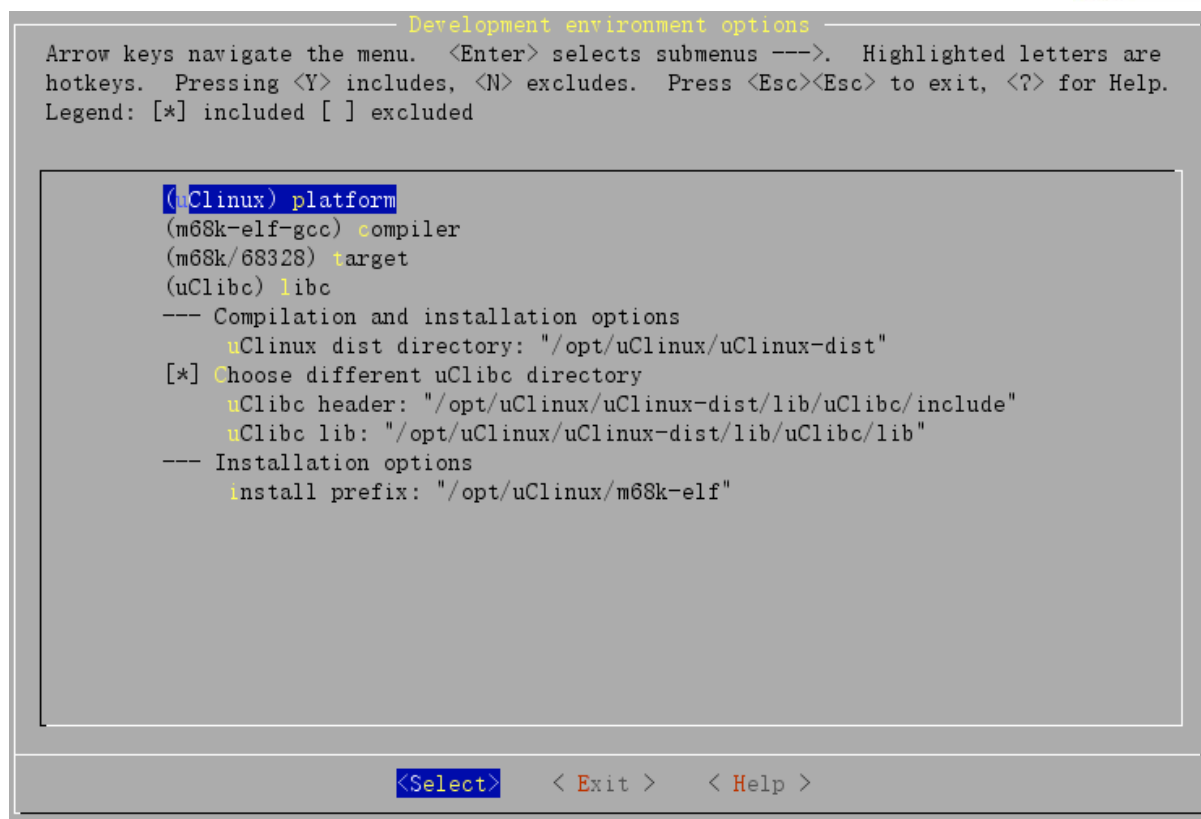 Development environment options
Arrow keys navigate the menu.  <Enter> selects submenus --->.  Highlighted letters are
hotkeys.  Pressing <Y> includes, <N> excludes.  Press <Esc><Esc> to exit, <?> for Help.
Legend: [*] included [ ] excluded
(uClinux) platform
(m68k-elf-gcc) compiler
(m68k/68328) target
(uClibc) libc
--- Compilation and installation options
uClinux dist directory: "/opt/uClinux/uClinux-dist"
[*] Choose different uClibc directory
uClibc header: "/opt/uClinux/uClinux-dist/lib/uClibc/include"
uClibc lib: "/opt/uClinux/uClinux-dist/lib/uClibc/lib"
--- Installation options
install prefix: "/opt/uClinux/m68k-elf"
<Select>    < Exit >    < Help >